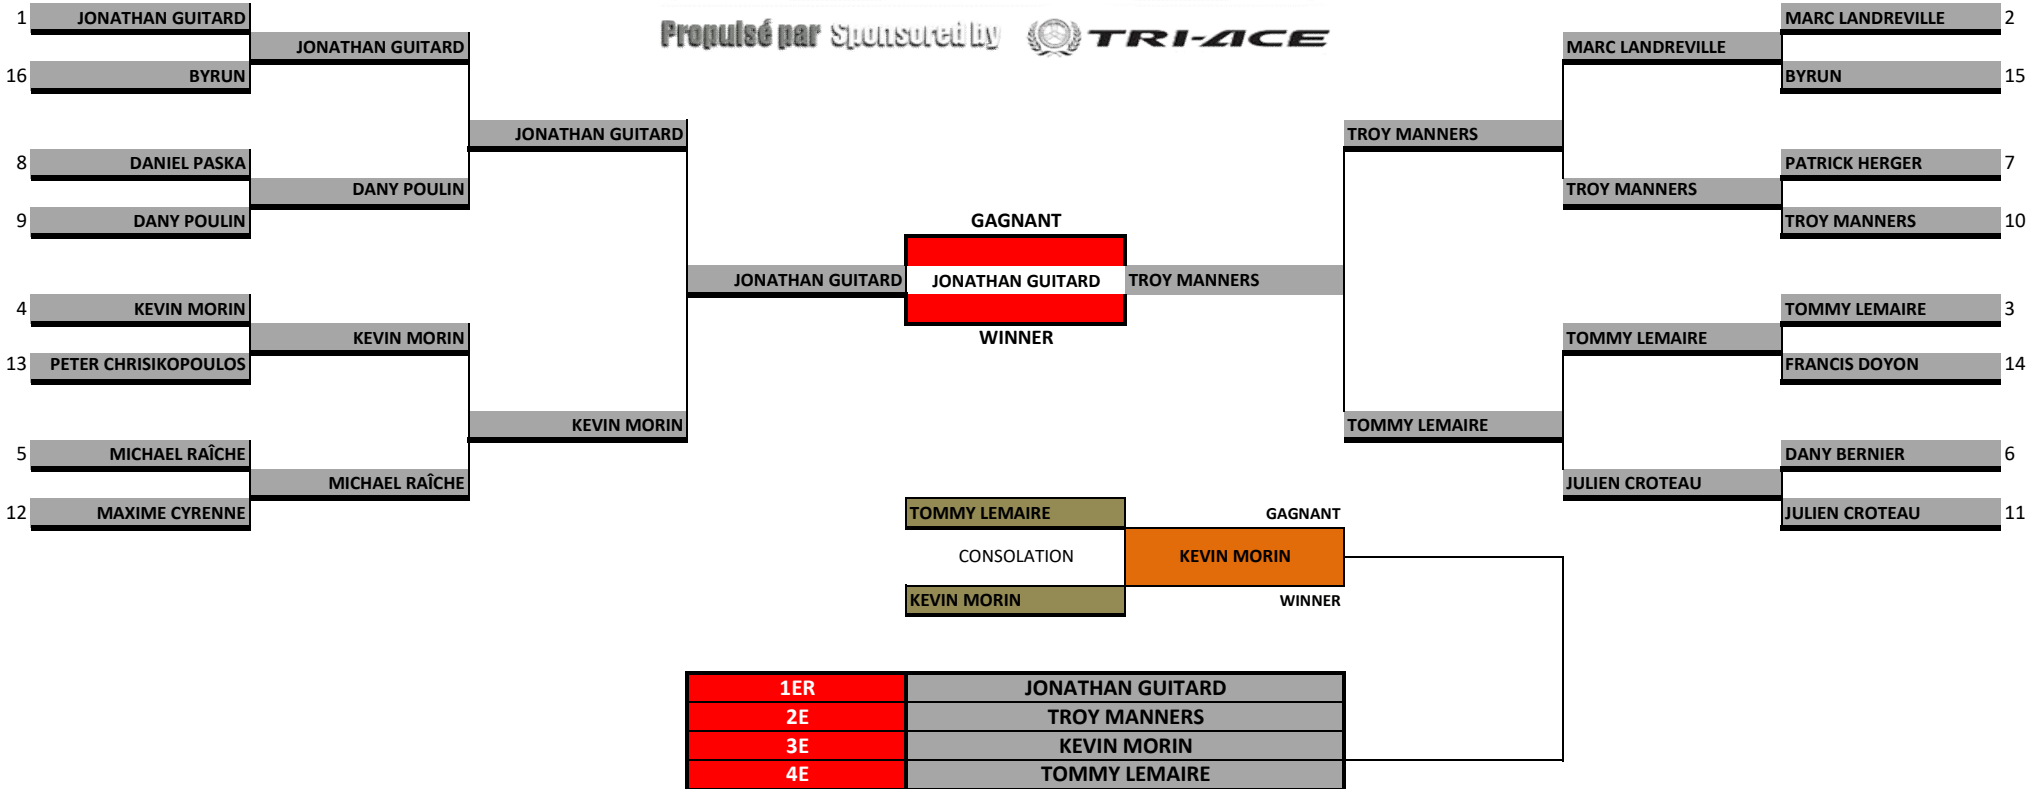 Propulsé par Sponsored by TRI-ACE
1 JONATHAN GUITARD
JONATHAN GUITARD
16 BYRUN
JONATHAN GUITARD
8 DANIEL PASKA
DANY POULIN
9 DANY POULIN
JONATHAN GUITARD
4 KEVIN MORIN
KEVIN MORIN
13 PETER CHRISIKOPOULOS
KEVIN MORIN
5 MICHAEL RAÎCHE
MICHAEL RAÎCHE
12 MAXIME CYRENNE
GAGNANT
JONATHAN GUITARD
WINNER
MARC LANDREVILLE 2
MARC LANDREVILLE
BYRUN 15
TROY MANNERS
PATRICK HERGER 7
TROY MANNERS
TROY MANNERS 10
TROY MANNERS
TOMMY LEMAIRE 3
TOMMY LEMAIRE
FRANCIS DOYON 14
TOMMY LEMAIRE
DANY BERNIER 6
JULIEN CROTEAU
JULIEN CROTEAU 11
TOMMY LEMAIRE
GAGNANT
CONSOLATION
KEVIN MORIN
KEVIN MORIN
WINNER
1ER JONATHAN GUITARD
2E TROY MANNERS
3E KEVIN MORIN
4E TOMMY LEMAIRE